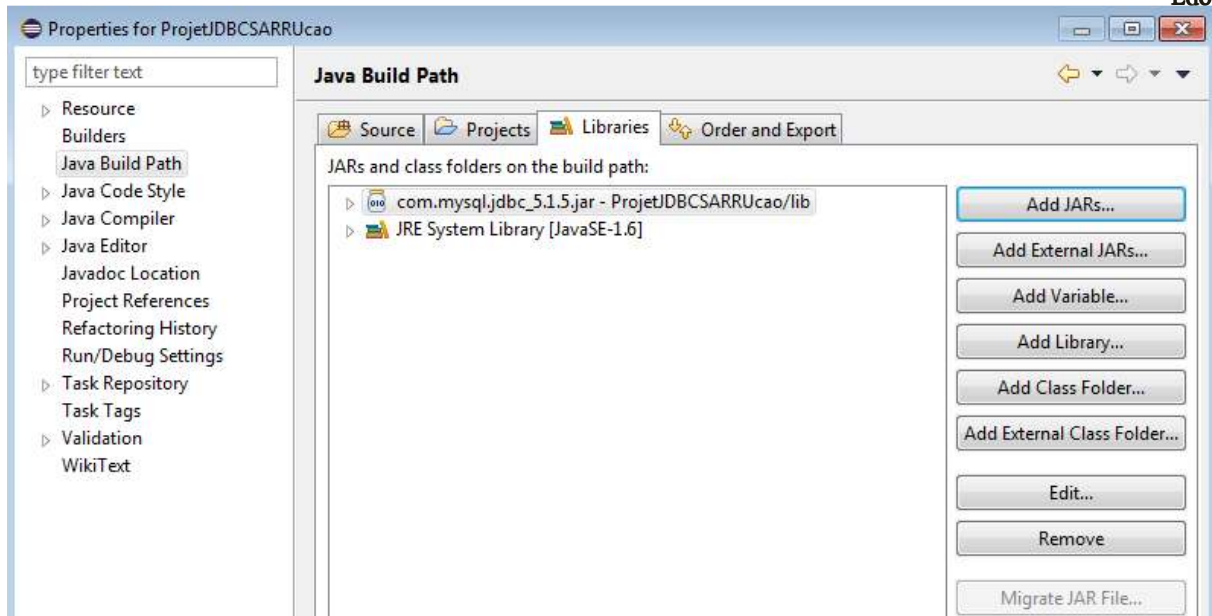 Edo
Properties for ProjetJDBCSARRUcao
type filter text
Resource
Builders
Java Build Path
Java Code Style
Java Compiler
Java Editor
Javadoc Location
Project References
Refactoring History
Run/Debug Settings
Task Repository
Task Tags
Validation
WikiText
Java Build Path
Source Projects Libraries Order and Export
JARs and class folders on the build path:
com.mysql.jdbc_5.1.5.jar - ProjetJDBCSARRUcao/lib
JRE System Library [JavaSE-1.6]
Add JARs...
Add External JARs...
Add Variable...
Add Library...
Add Class Folder...
Add External Class Folder...
Edit...
Remove
Migrate JAR File...